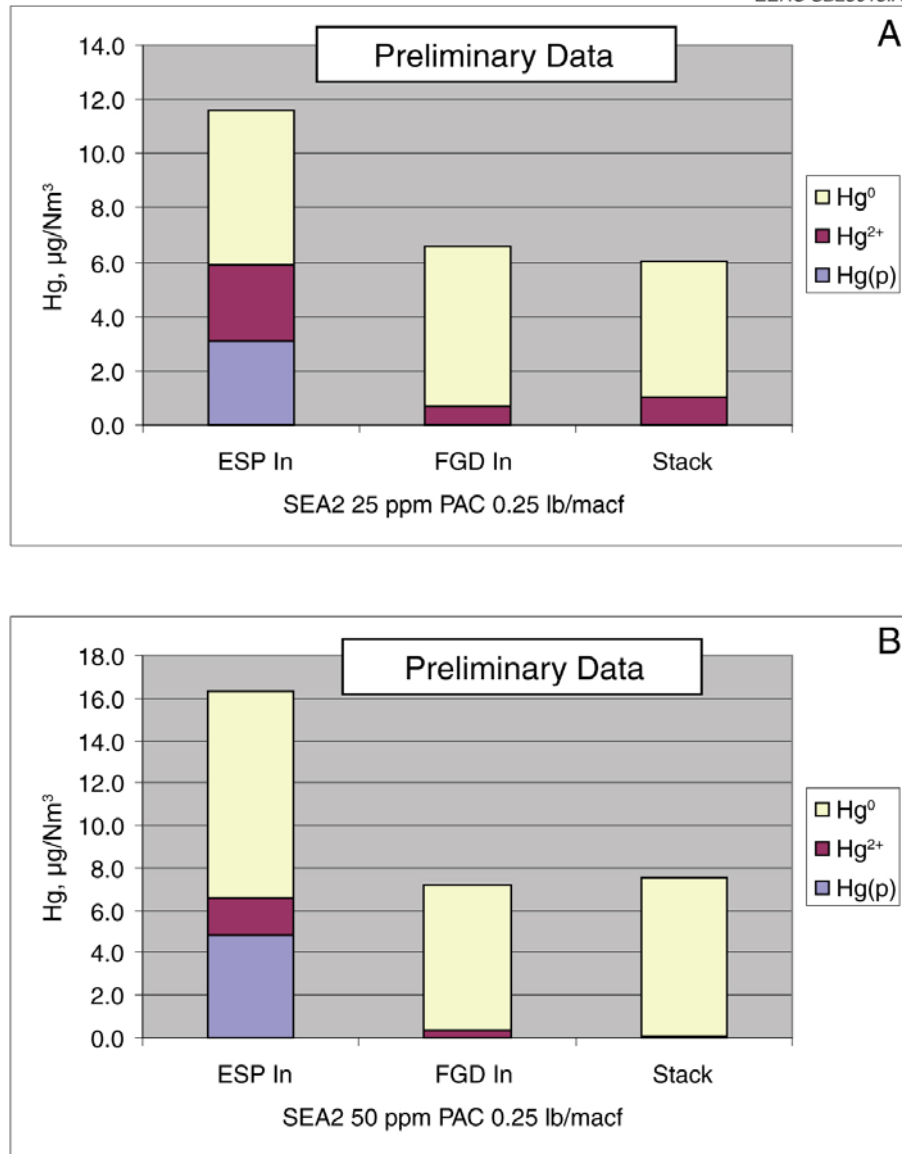 A
Preliminary Data
14.0
12.0
10.0
8.0
6.0
4.0
2.0
0.0
Hg, µg/Nm³
Hg⁰
Hg²⁺
Hg(p)
ESP In FGD In Stack
SEA2 25 ppm PAC 0.25 lb/macf
B
Preliminary Data
18.0
16.0
14.0
12.0
10.0
8.0
6.0
4.0
2.0
0.0
Hg, µg/Nm³
Hg⁰
Hg²⁺
Hg(p)
ESP In FGD In Stack
SEA2 50 ppm PAC 0.25 lb/macf